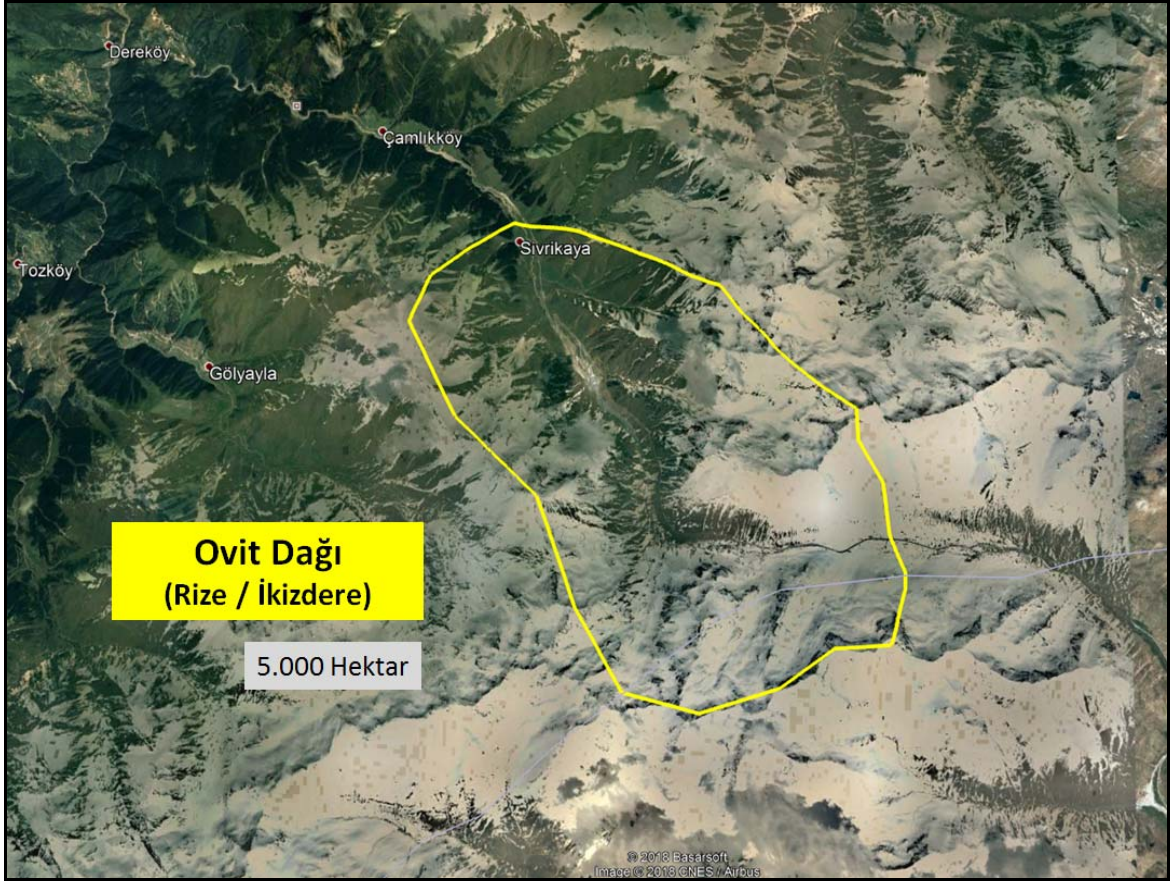 Dereköy
Çamlıkköy
Sivrikaya
Tozköy
Gölyayla
Ovit Dağı
(Rize / İkizdere)
5.000 Hektar
© 2018 Basarsoft
Image © 2018 CNES / Airbus